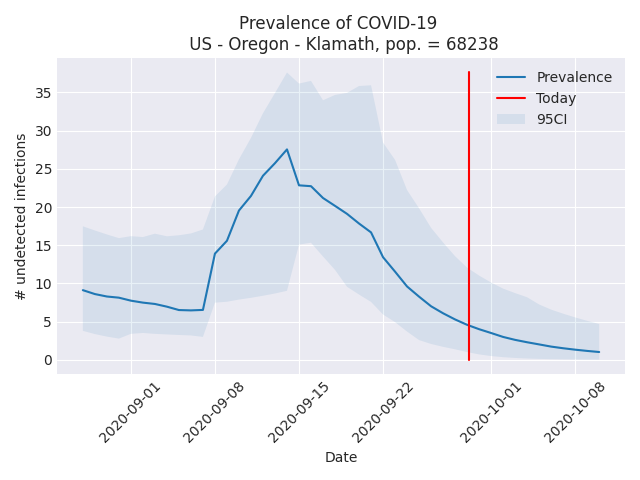 Prevalence of COVID-19
US - Oregon - Klamath, pop. = 68238
# undetected infections
35
30
25
20
15
10
5
0
Prevalence
Today
95CI
2020-09-01
2020-09-08
2020-09-15
2020-09-22
2020-10-01
2020-10-08
Date